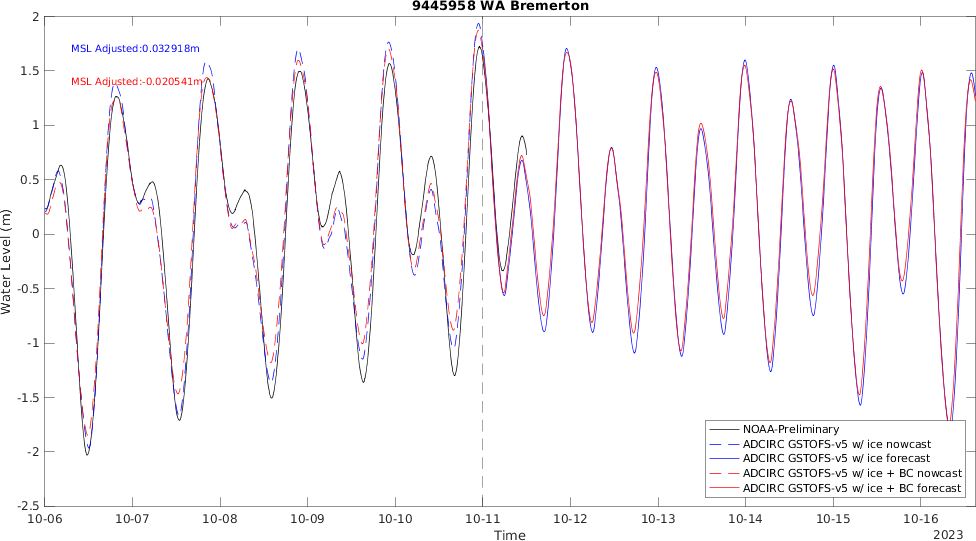 9445958 WA Bremerton
MSL Adjusted:0.032918m
MSL Adjusted:-0.020541m
Water Level (m)
2
1.5
1
0.5
0
-0.5
-1
-1.5
-2
-2.5
NOAA-Preliminary
ADCIRC GSTOFS-v5 w/ ice nowcast
ADCIRC GSTOFS-v5 w/ ice forecast
ADCIRC GSTOFS-v5 w/ ice + BC nowcast
ADCIRC GSTOFS-v5 w/ ice + BC forecast
10-06 10-07 10-08 10-09 10-10 10-11 10-12 10-13 10-14 10-15 10-16
Time
2023